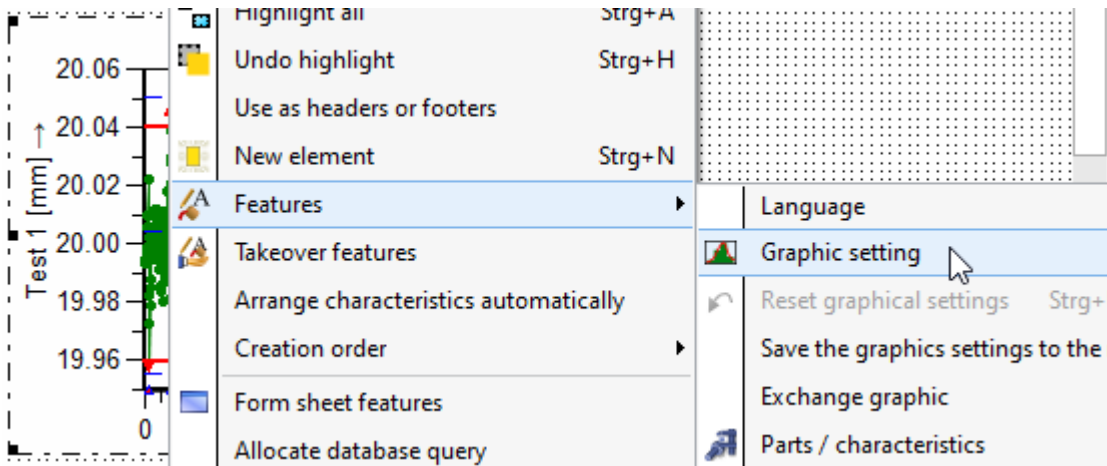 Highlight all Strg+A
Undo highlight Strg+H
Use as headers or footers
New element Strg+N
Features
Takeover features
Arrange characteristics automatically
Creation order
Form sheet features
Allocate database query
Language
Graphic setting
Reset graphical settings Strg+
Save the graphics settings to the
Exchange graphic
Parts / characteristics
Test 1 [mm] →
20.06
20.04
20.02
20.00
19.98
19.96
0